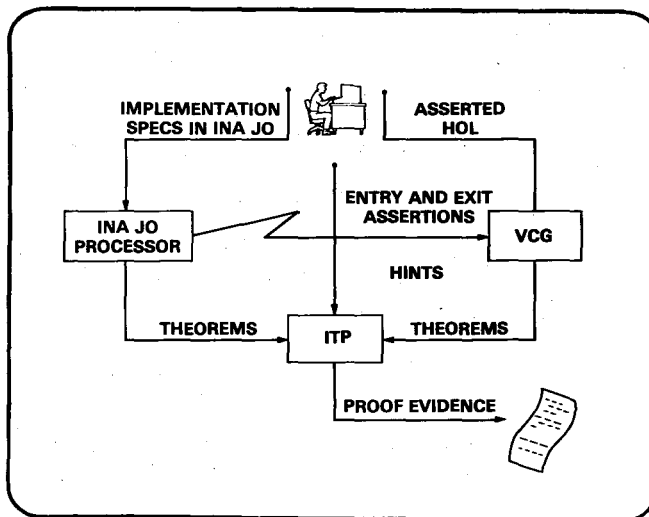 IMPLEMENTATION
SPECS IN INA JO
ASSERTED
HOL
ENTRY AND EXIT
ASSERTIONS
INA JO
PROCESSOR
VCG
HINTS
THEOREMS
ITP
THEOREMS
PROOF EVIDENCE